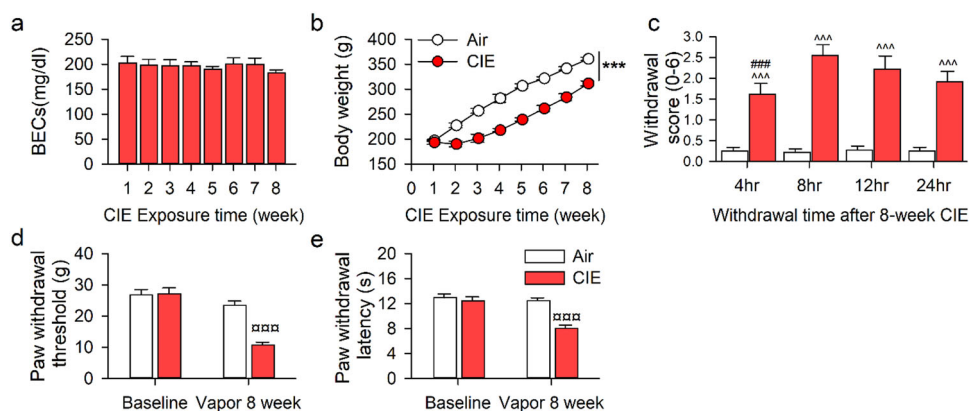 a
BECs(mg/dl)
250
200
150
100
50
0
1 2 3 4 5 6 7 8
CIE Exposure time (week)
b
Body weight (g)
400
350
300
250
200
150
Air
CIE
***
0 1 2 3 4 5 6 7 8
CIE Exposure time (week)
c
Withdrawal
score (0-6)
3.0
2.5
2.0
1.5
1.0
0.5
0.0
###
^^^
^^^
^^^
^^^
4hr 8hr 12hr 24hr
Withdrawal time after 8-week CIE
d
Paw withdrawal
threshold (g)
40
30
20
10
0
¤¤¤
Baseline Vapor 8 week
e
Paw withdrawal
latency (s)
20
16
12
8
4
0
Air
CIE
¤¤¤
Baseline Vapor 8 week